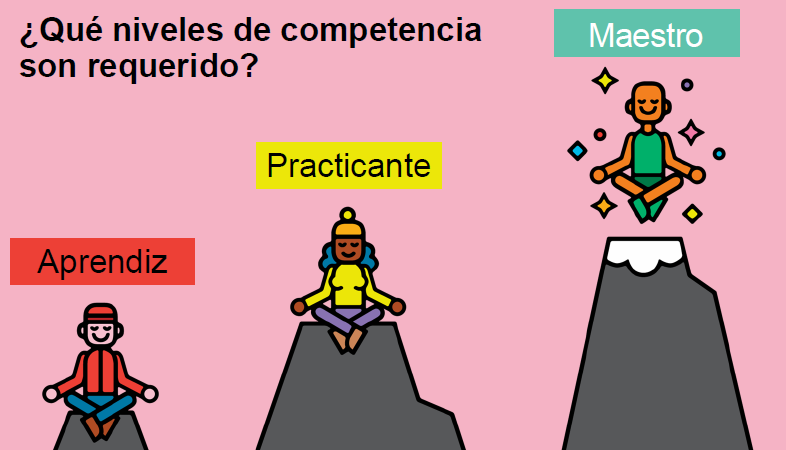 ¿Qué niveles de competencia
son requerido?
Maestro
Practicante
Aprendiz